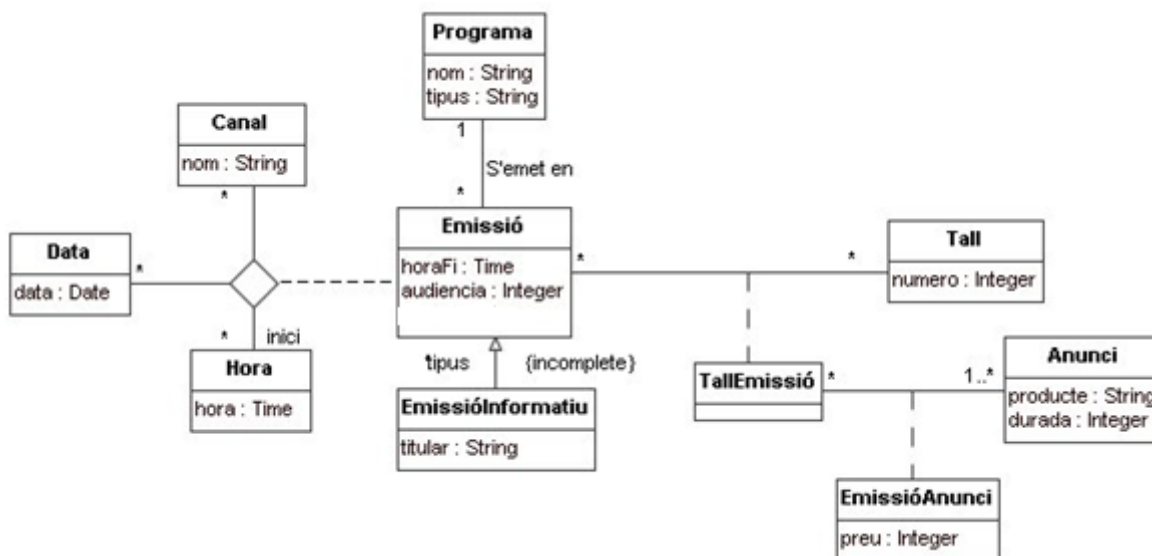 Programa
nom : String
tipus : String
1
S'emet en
*
Canal
nom : String
*
Data
data : Date
*
*
inici
Hora
hora : Time
Emissió
horaFi : Time
audiencia : Integer
*
*
Tall
numero : Integer
tipus
{incomplete}
EmissióInformatiu
titular : String
TallEmissió
*
1..*
Anunci
producte : String
durada : Integer
EmissióAnunci
preu : Integer